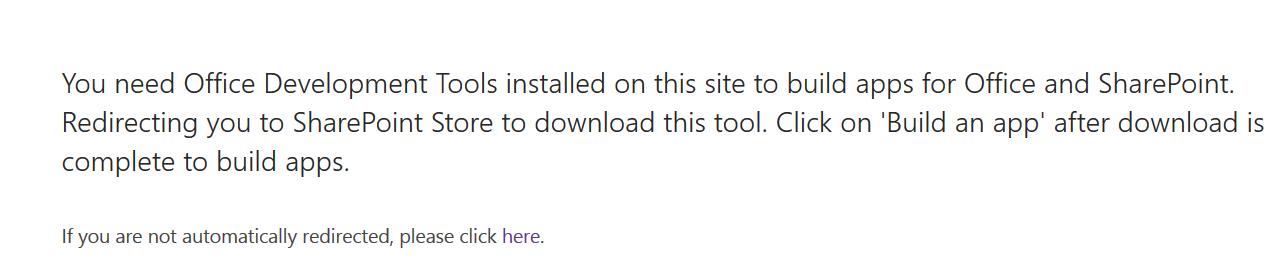 You need Office Development Tools installed on this site to build apps for Office and SharePoint.
Redirecting you to SharePoint Store to download this tool. Click on 'Build an app' after download is
complete to build apps.
If you are not automatically redirected, please click here.